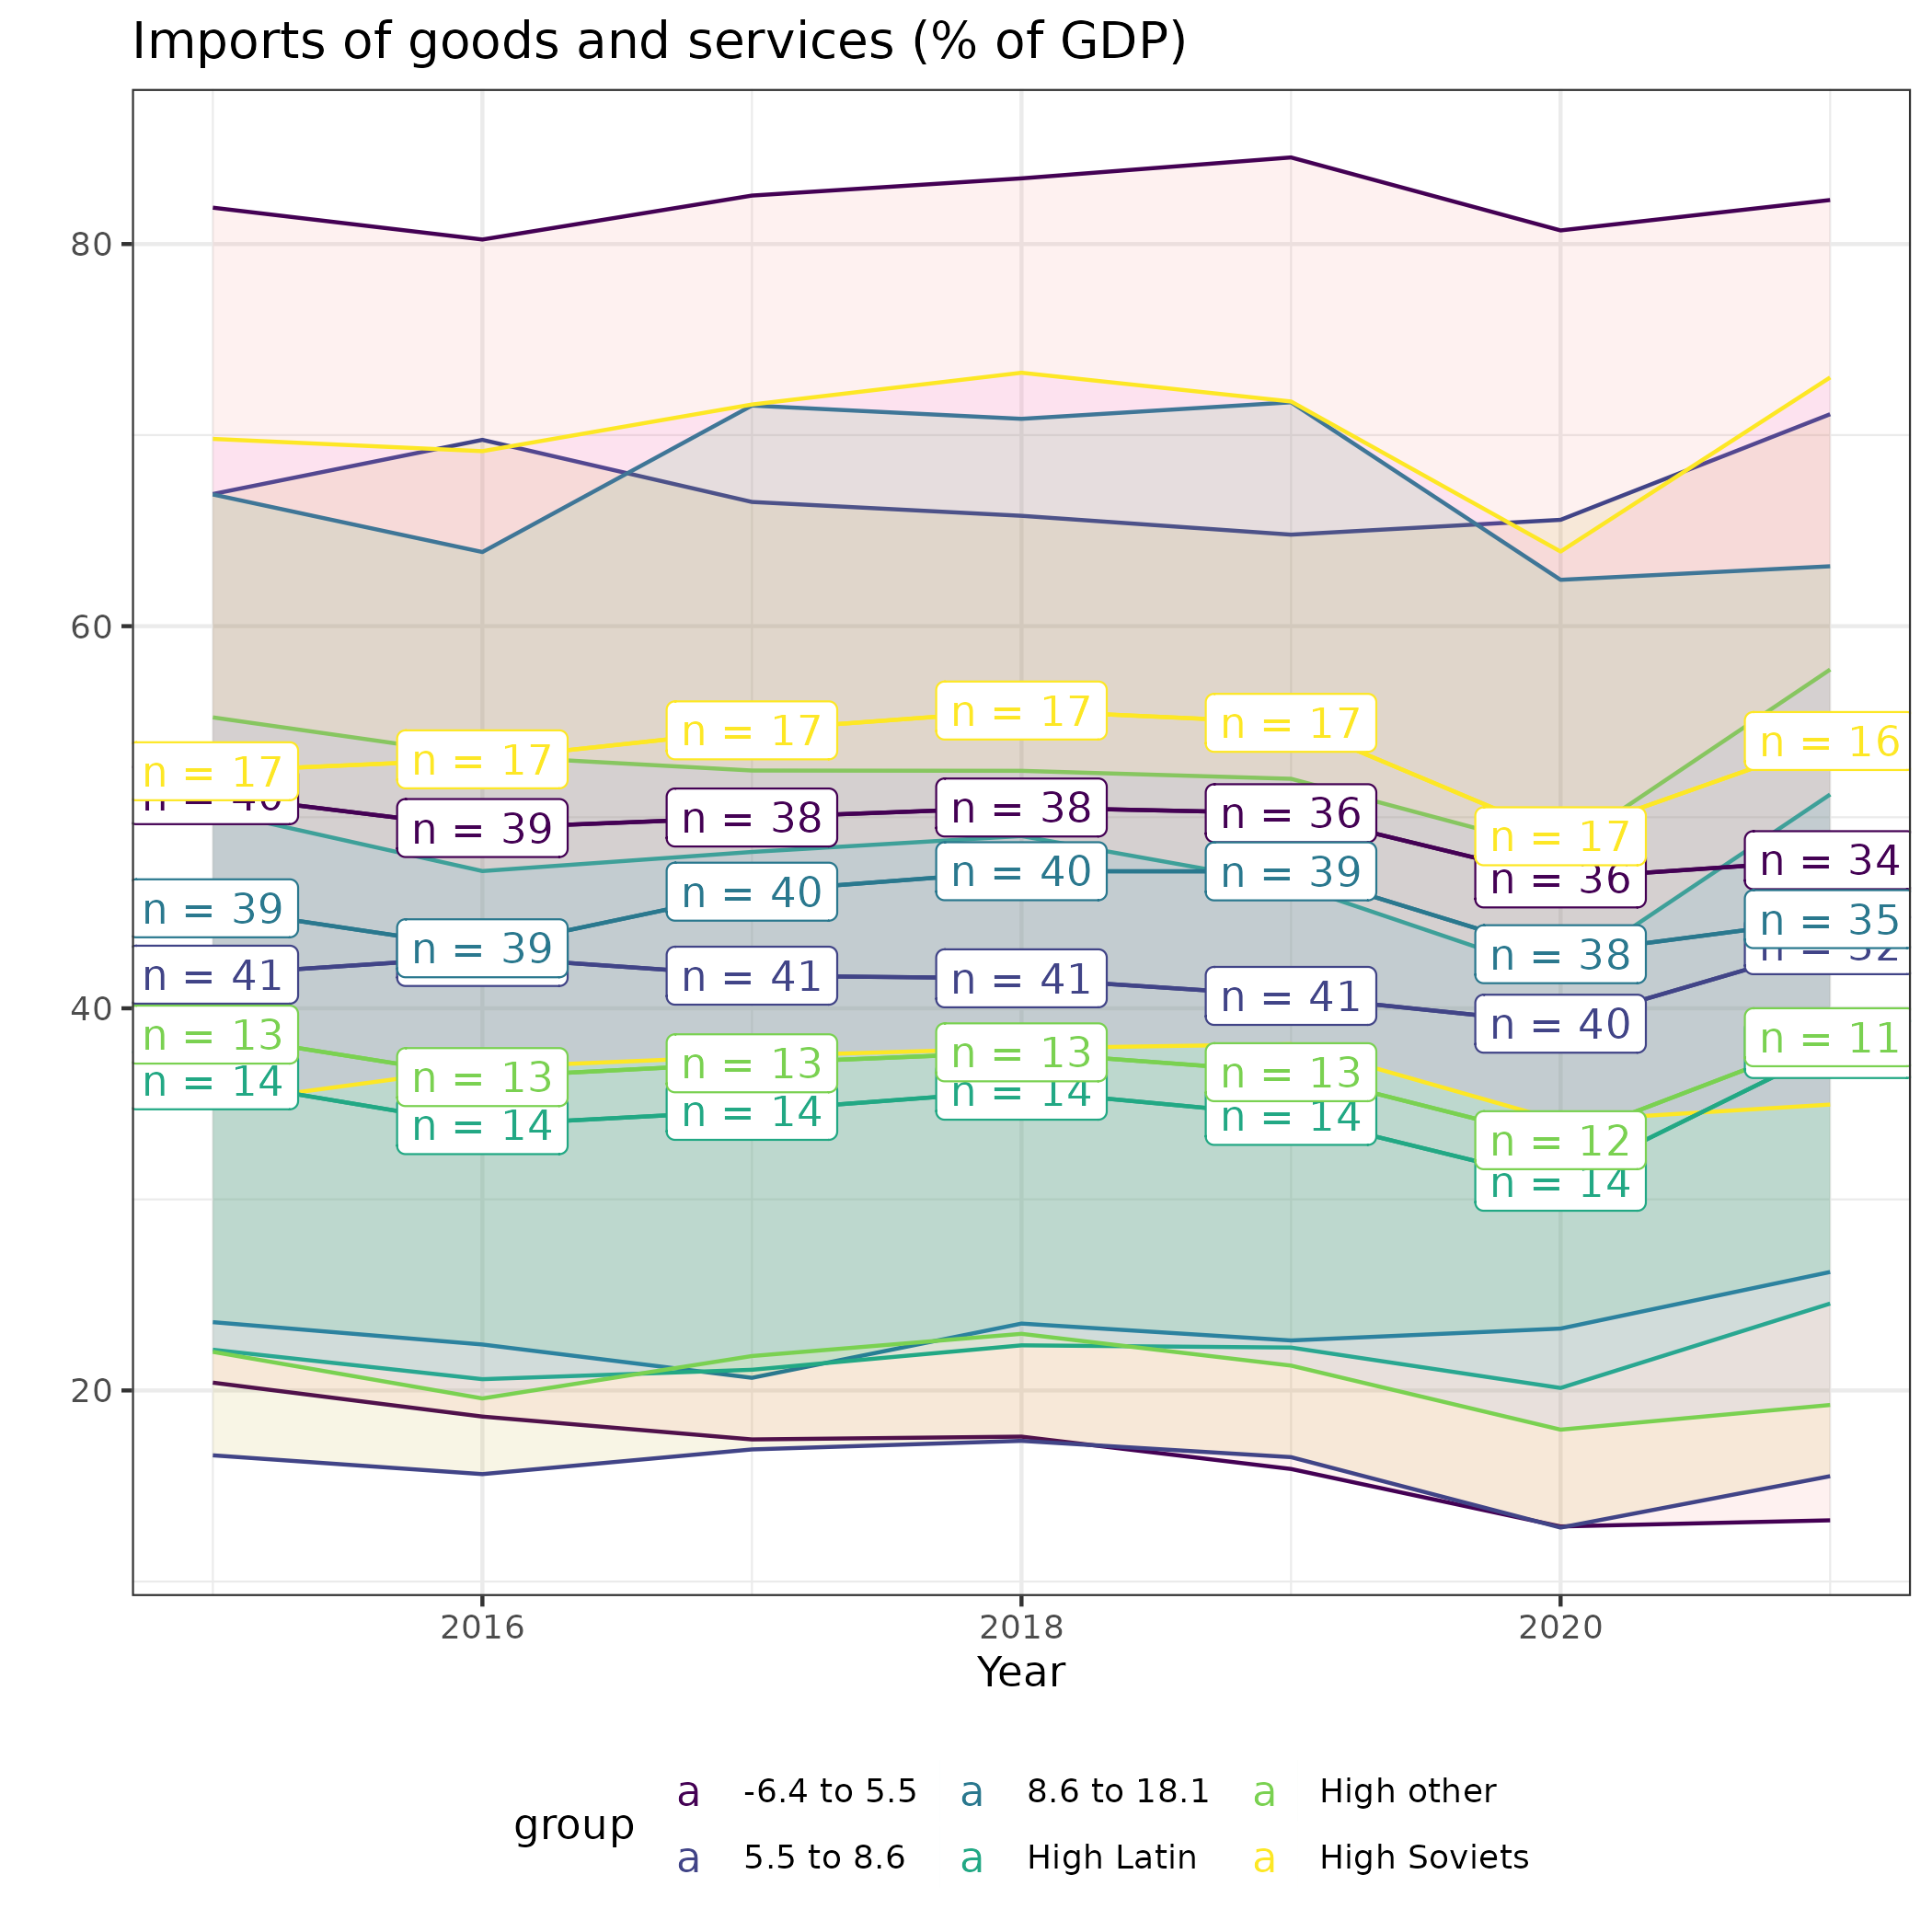 Imports of goods and services (% of GDP)
80
60
40
20
n = 17
n = 40
n = 39
n = 41
n = 13
n = 14
n = 17
n = 39
n = 39
n = 13
n = 14
n = 17
n = 38
n = 40
n = 41
n = 13
n = 14
n = 17
n = 38
n = 40
n = 41
n = 13
n = 14
n = 17
n = 36
n = 39
n = 41
n = 13
n = 14
n = 17
n = 36
n = 38
n = 40
n = 12
n = 14
n = 16
n = 34
n = 35
n = 32
n = 11
2016 2018 2020
Year
group
a -6.4 to 5.5 a 8.6 to 18.1 a High other
a 5.5 to 8.6 a High Latin a High Soviets